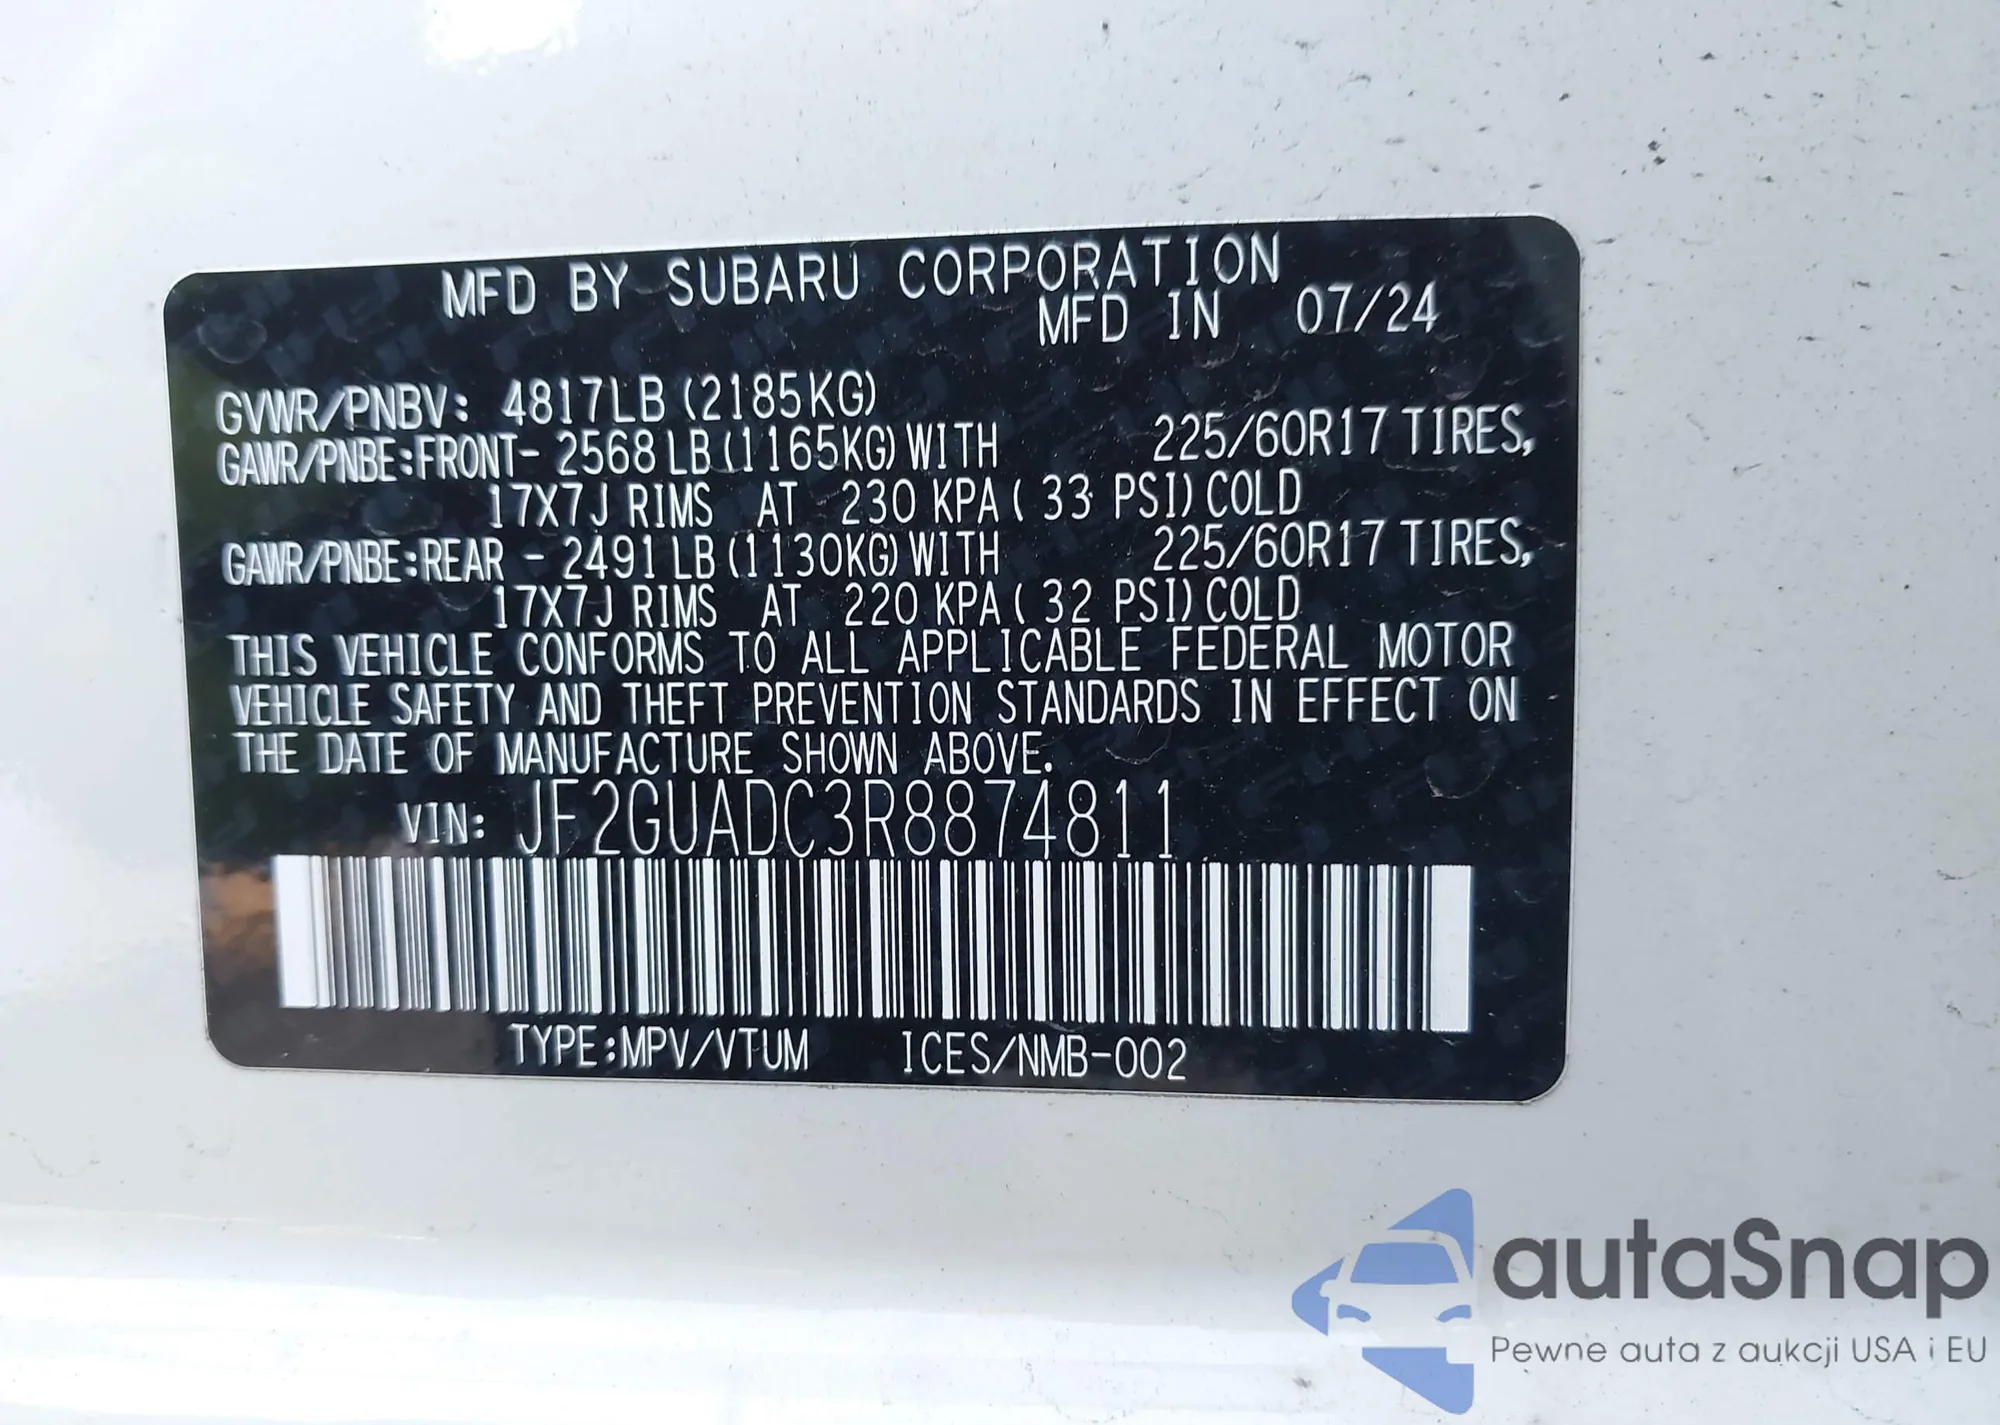 MFD BY SUBARU CORPORATION
MFD IN 07/24
GVWR/PNBV: 4817LB (2185KG)
GAWR/PNBE:FRONT- 2568LB(1165KG)WITH 225/60R17 TIRES,
17X7J RIMS AT 230 KPA( 33 PSI)COLD
GAWR/PNBE:REAR - 2491LB(1130KG)WITH 225/60R17 TIRES,
17X7J RIMS AT 220 KPA( 32 PSI)COLD
THIS VEHICLE CONFORMS TO ALL APPLICABLE FEDERAL MOTOR
VEHICLE SAFETY AND THEFT PREVENTION STANDARDS IN EFFECT ON
THE DATE OF MANUFACTURE SHOWN ABOVE.
VIN: JF2GUADC3R8874811
TYPE:MPV/VTUM ICES/NMB-002
autaSnap
Pewne auta z aukcji USA i EU